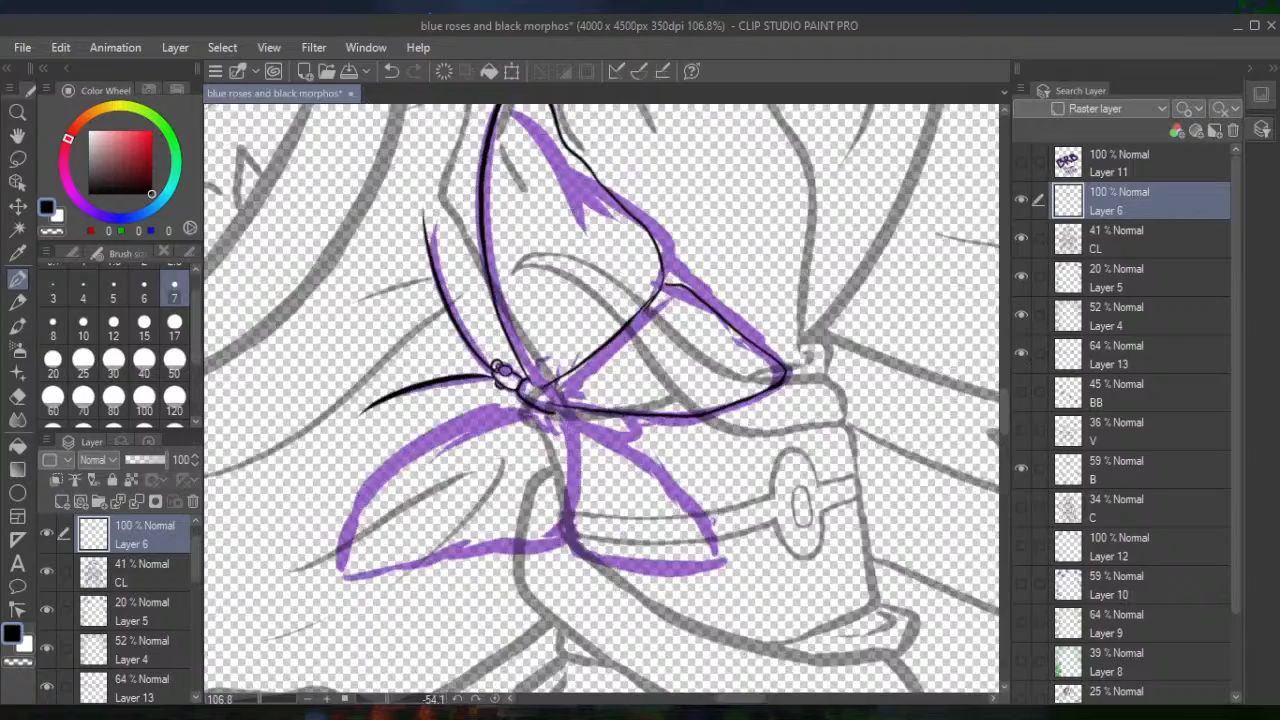 blue roses and black morphos* (4000 x 4500px 350dpi 106.8%) - CLIP STUDIO PAINT PRO
File Edit Animation Layer Select View Filter Window Help
blue roses and black morphos*
Color Wheel
0 0 0
Brush size
3 4 5 6 7
8 10 12 15 17
20 25 30 40 50
60 70 80 100 120
Layer
Normal 100
100 % Normal
Layer 6
41 % Normal
CL
20 % Normal
Layer 5
52 % Normal
Layer 4
64 % Normal
Layer 13
106.8 -54.1
Search Layer
Raster layer
100 % Normal
Layer 11
100 % Normal
Layer 6
41 % Normal
CL
20 % Normal
Layer 5
52 % Normal
Layer 4
64 % Normal
Layer 13
45 % Normal
BB
36 % Normal
V
59 % Normal
B
34 % Normal
C
100 % Normal
Layer 12
59 % Normal
Layer 10
64 % Normal
Layer 9
39 % Normal
Layer 8
25 % Normal